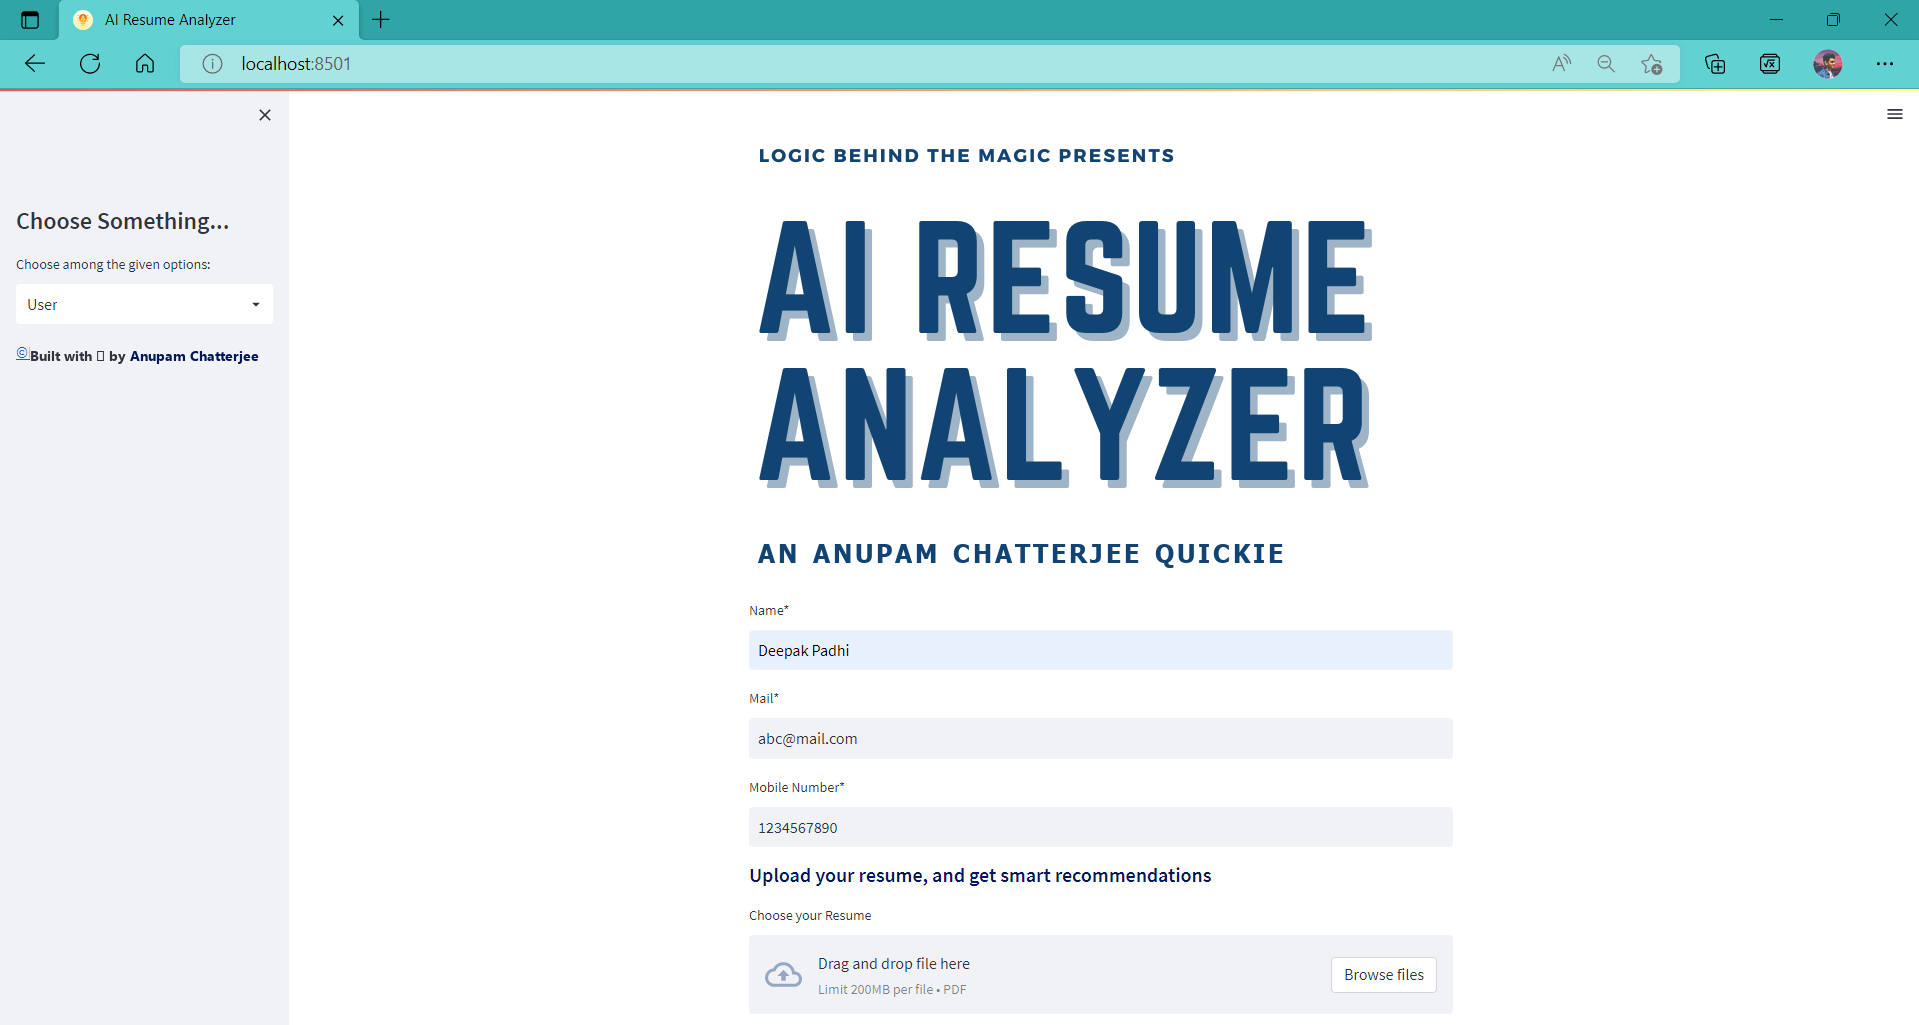 AI Resume Analyzer
localhost:8501
Choose Something...
Choose among the given options:
User
©Built with by Anupam Chatterjee
LOGIC BEHIND THE MAGIC PRESENTS
AI RESUME
ANALYZER
AN ANUPAM CHATTERJEE QUICKIE
Name*
Deepak Padhi
Mail*
abc@mail.com
Mobile Number*
1234567890
Upload your resume, and get smart recommendations
Choose your Resume
Drag and drop file here
Limit 200MB per file • PDF
Browse files